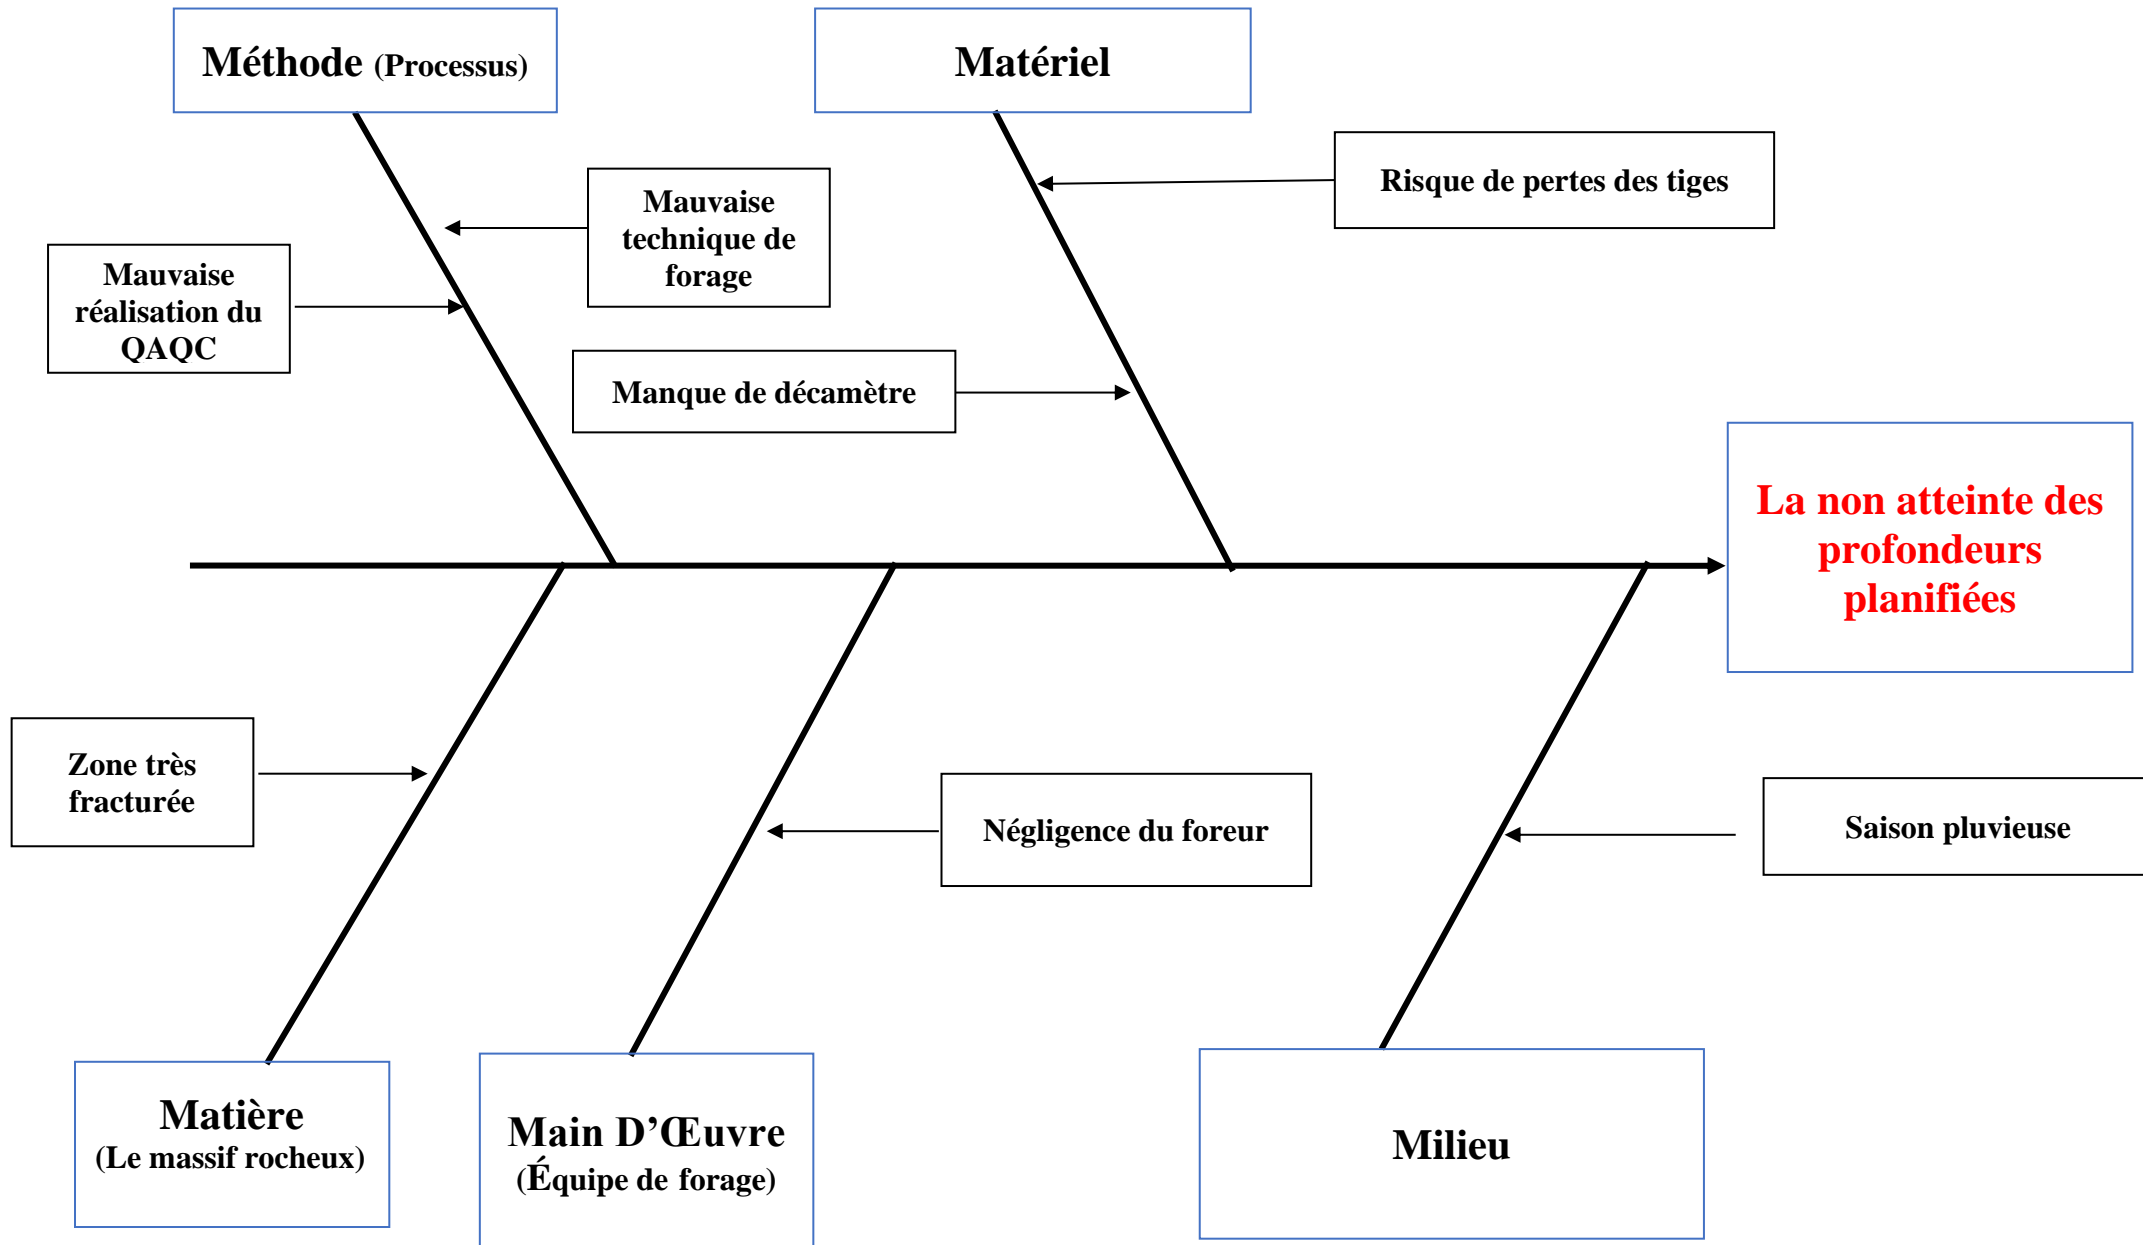 Méthode (Processus)
Matériel
Risque de pertes des tiges
Mauvaise
technique de
forage
Mauvaise
réalisation du
QAQC
Manque de décamètre
La non atteinte des
profondeurs
planifiées
Zone très
fracturée
Négligence du foreur
Saison pluvieuse
Matière
(Le massif rocheux)
Main D’Œuvre
(Équipe de forage)
Milieu